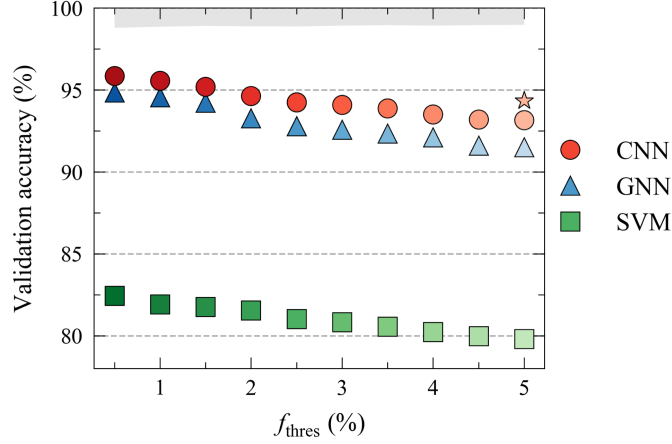 100
95
90
85
80
Validation accuracy (%)
1 2 3 4 5
f_thres (%)
CNN
GNN
SVM